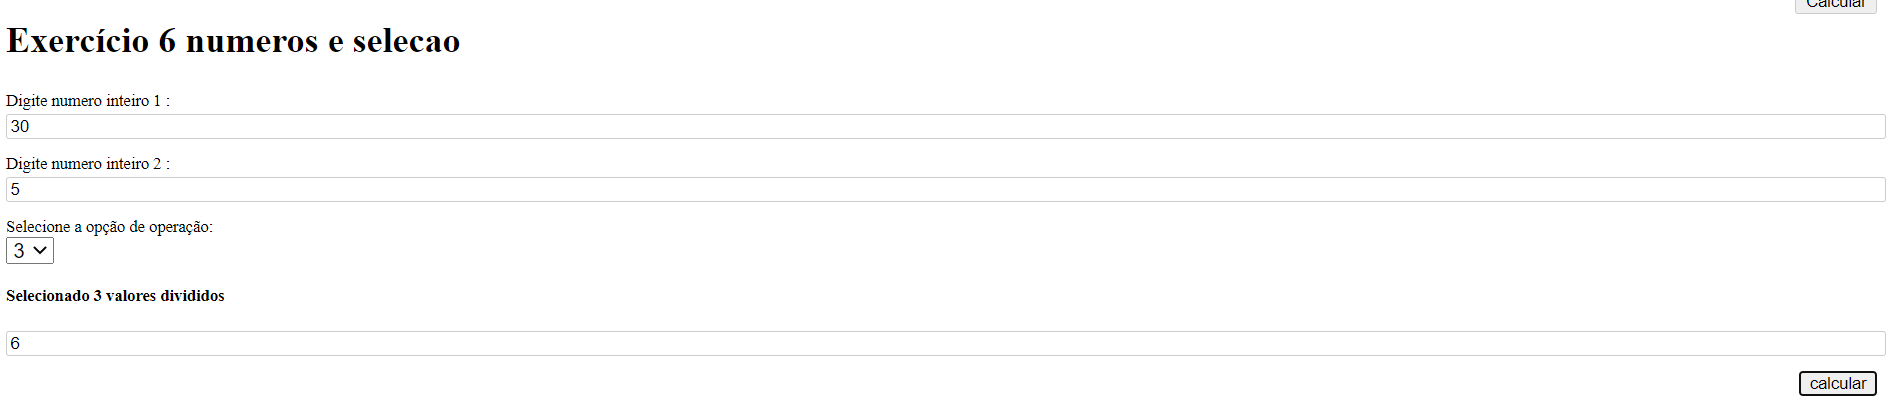 Calcular
Exercício 6 numeros e selecao
Digite numero inteiro 1 :
30
Digite numero inteiro 2 :
5
Selecione a opção de operação:
3
Selecionado 3 valores divididos
6
calcular